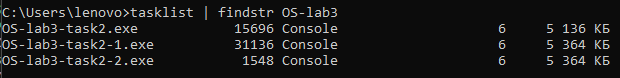 C:\Users\lenovo>tasklist | findstr OS-lab3
OS-lab3-task2.exe 15696 Console 6 5 136 КБ
OS-lab3-task2-1.exe 31136 Console 6 5 364 КБ
OS-lab3-task2-2.exe 1548 Console 6 5 364 КБ